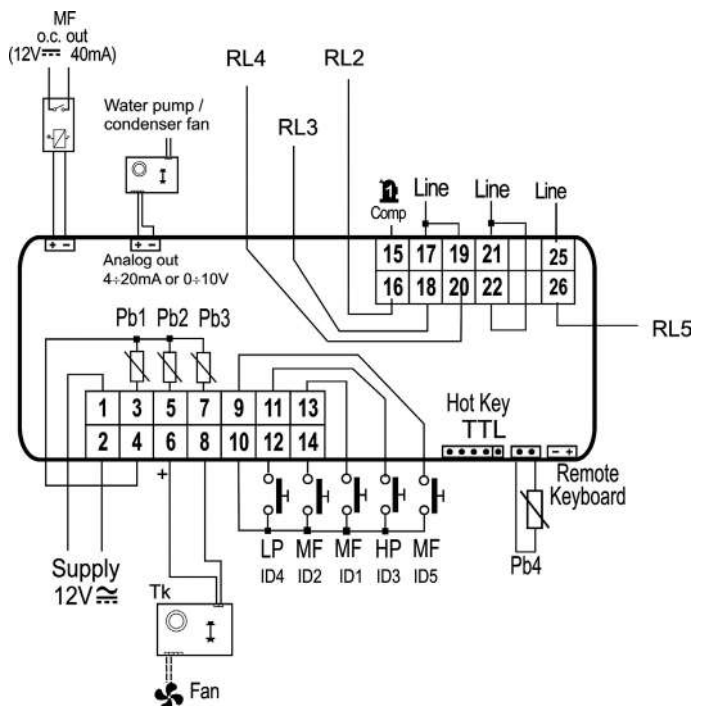 MF
o.c. out
(12V 40mA)
RL4
RL2
Water pump /
condenser fan
RL3
1
Line
Line
Line
Comp
+ -
+ -
15 17 19 21 25
Analog out
4÷20mA or 0÷10V
16 18 20 22 26
Pb1 Pb2 Pb3
RL5
1 3 5 7 9 11 13
Hot Key
TTL
2 4 6 8 10 12 14
- +
+
Remote
Keyboard
LP MF MF HP MF
ID4 ID2 ID1 ID3 ID5
Pb4
Supply
12V
Tk
Fan